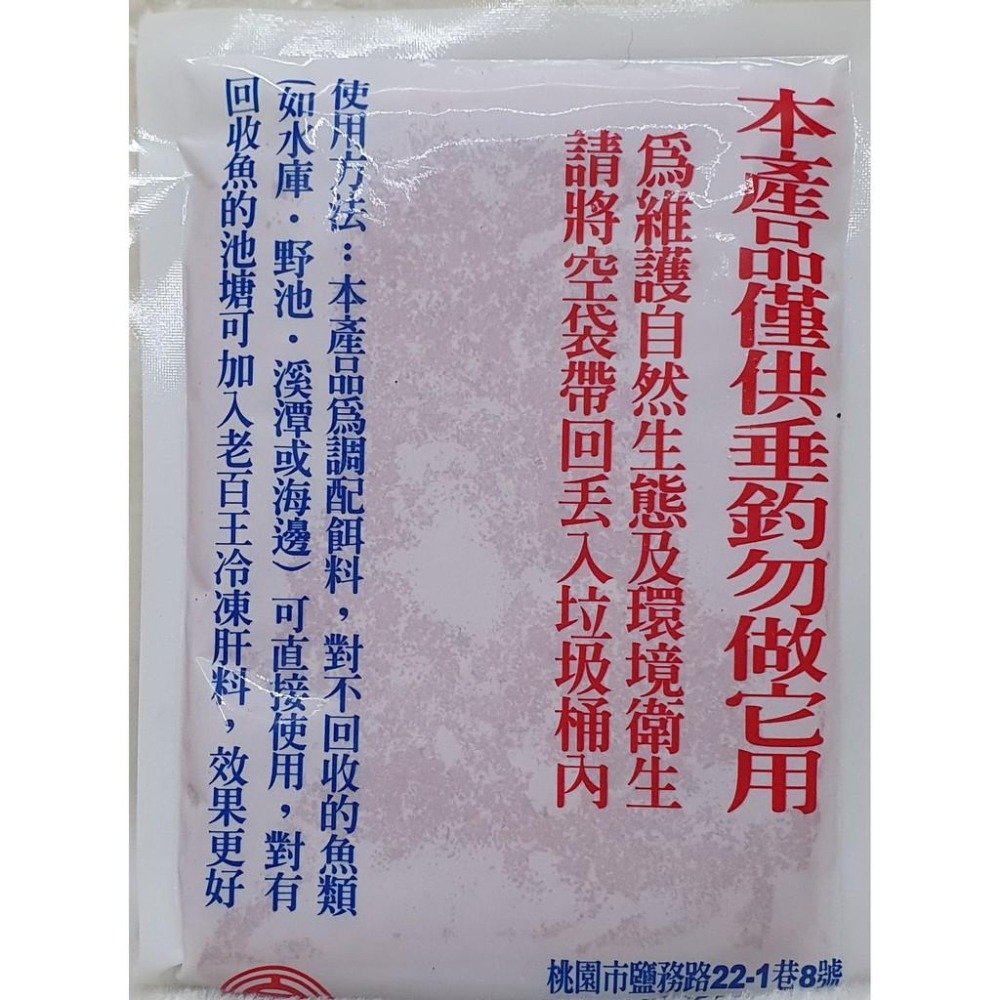 本產品僅供垂釣勿做它用
爲維護自然生態及環境衛生
請將空袋帶回丟入垃圾桶內
使用方法：本產品爲調配餌料，對不回收的魚類
(如水庫・野池・溪潭或海邊)可直接使用，對有
回收魚的池塘可加入老百王冷凍肝料，效果更好
桃園市鹽務路22-1巷8號